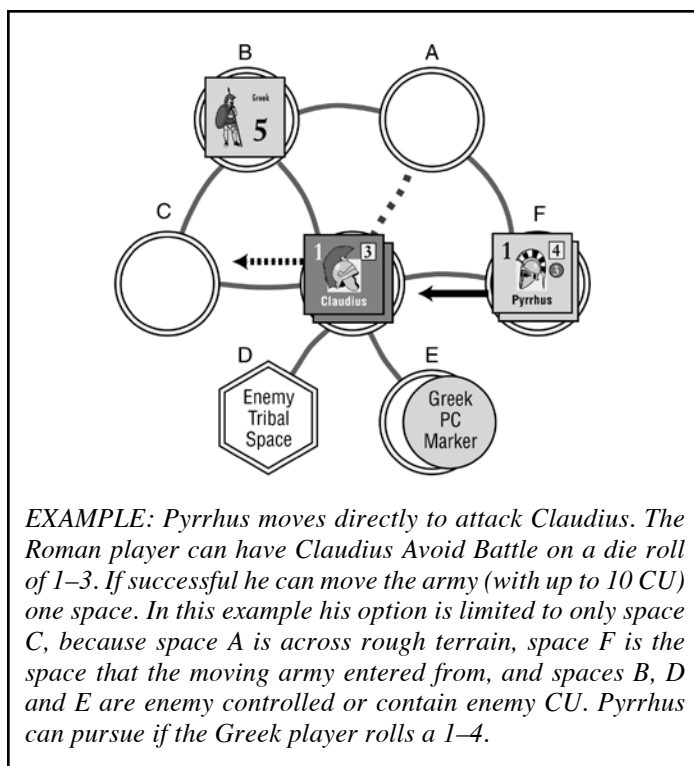 B
A
Greek
5
C
F
1 3
Claudius
1 4
3
Pyrrhus
D
E
Enemy
Tribal
Space
Greek
PC
Marker
EXAMPLE: Pyrrhus moves directly to attack Claudius. The
Roman player can have Claudius Avoid Battle on a die roll
of 1–3. If successful he can move the army (with up to 10 CU)
one space. In this example his option is limited to only space
C, because space A is across rough terrain, space F is the
space that the moving army entered from, and spaces B, D
and E are enemy controlled or contain enemy CU. Pyrrhus
can pursue if the Greek player rolls a 1–4.